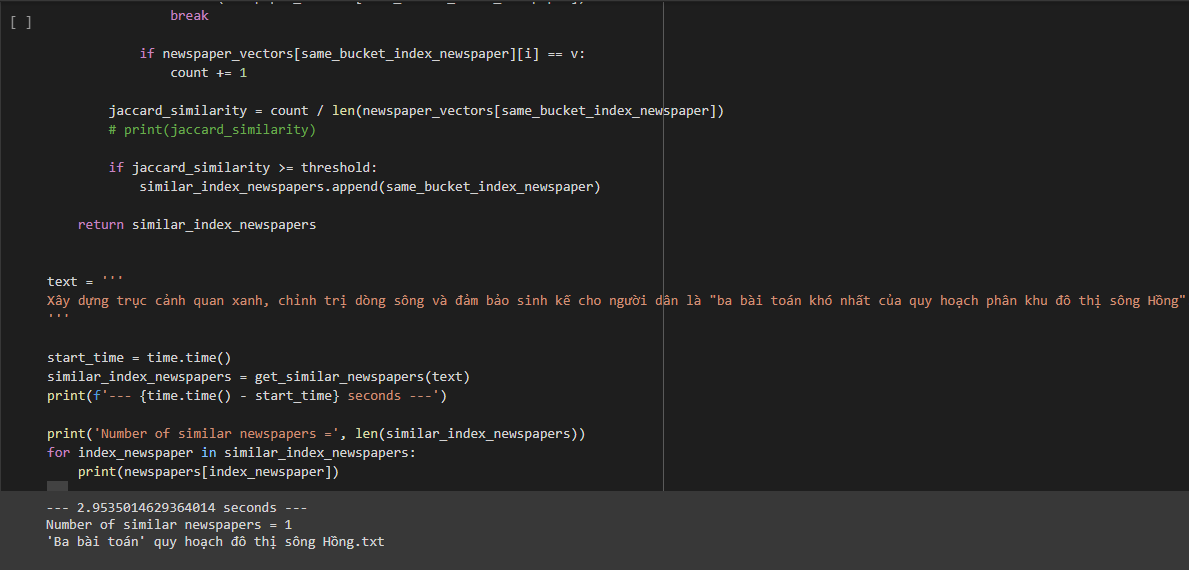 [ ]
break
if newspaper_vectors[same_bucket_index_newspaper][i] == v:
count += 1
jaccard_similarity = count / len(newspaper_vectors[same_bucket_index_newspaper])
# print(jaccard_similarity)
if jaccard_similarity >= threshold:
similar_index_newspapers.append(same_bucket_index_newspaper)
return similar_index_newspapers
text = '''
Xây dựng trục cảnh quan xanh, chỉnh trị dòng sông và đảm bảo sinh kế cho người dân là "ba bài toán khó nhất của quy hoạch phân khu đô thị sông Hồng"
'''
start_time = time.time()
similar_index_newspapers = get_similar_newspapers(text)
print(f'--- {time.time() - start_time} seconds ---')
print('Number of similar newspapers =', len(similar_index_newspapers))
for index_newspaper in similar_index_newspapers:
print(newspapers[index_newspaper])
--- 2.9535014629364014 seconds ---
Number of similar newspapers = 1
'Ba bài toán' quy hoạch đô thị sông Hồng.txt